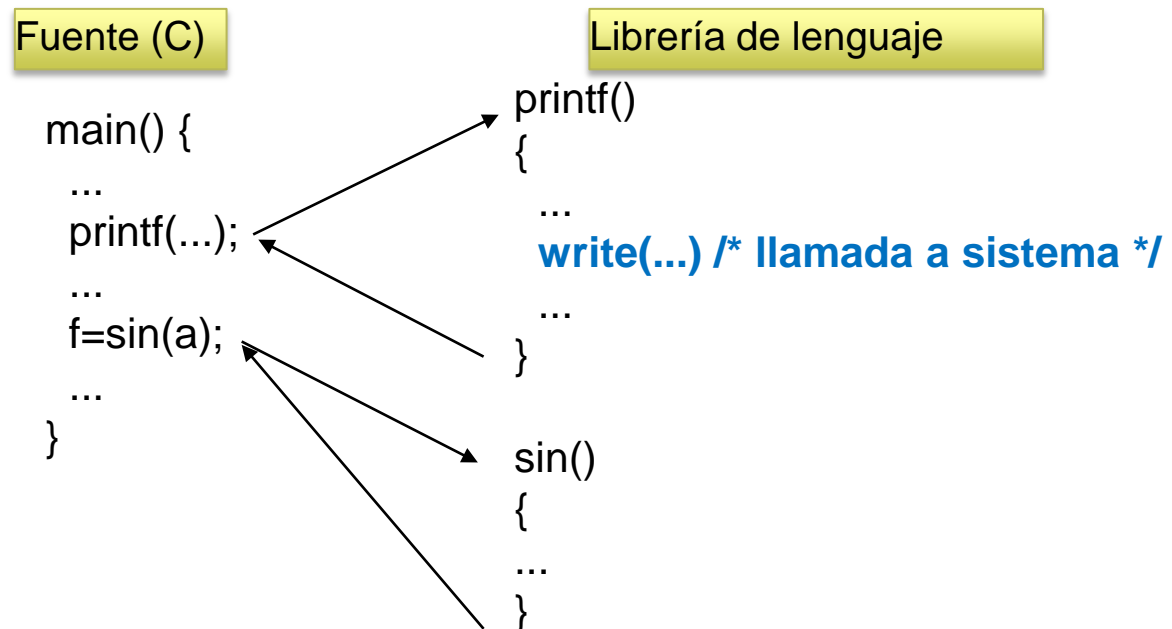 Fuente (C)
main() {
...
printf(...);
...
f=sin(a);
...
}
Librería de lenguaje
printf()
{
...
write(...) /* llamada a sistema */
...
}
sin()
{
...
}